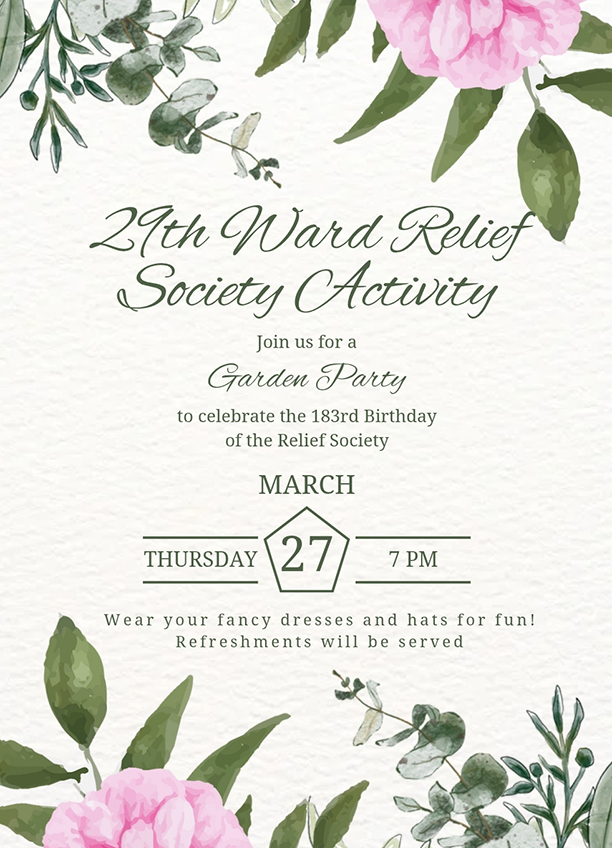 29th Ward Relief
Society Activity
Join us for a
Garden Party
to celebrate the 183rd Birthday
of the Relief Society
MARCH
THURSDAY 27 7 PM
Wear your fancy dresses and hats for fun!
Refreshments will be served